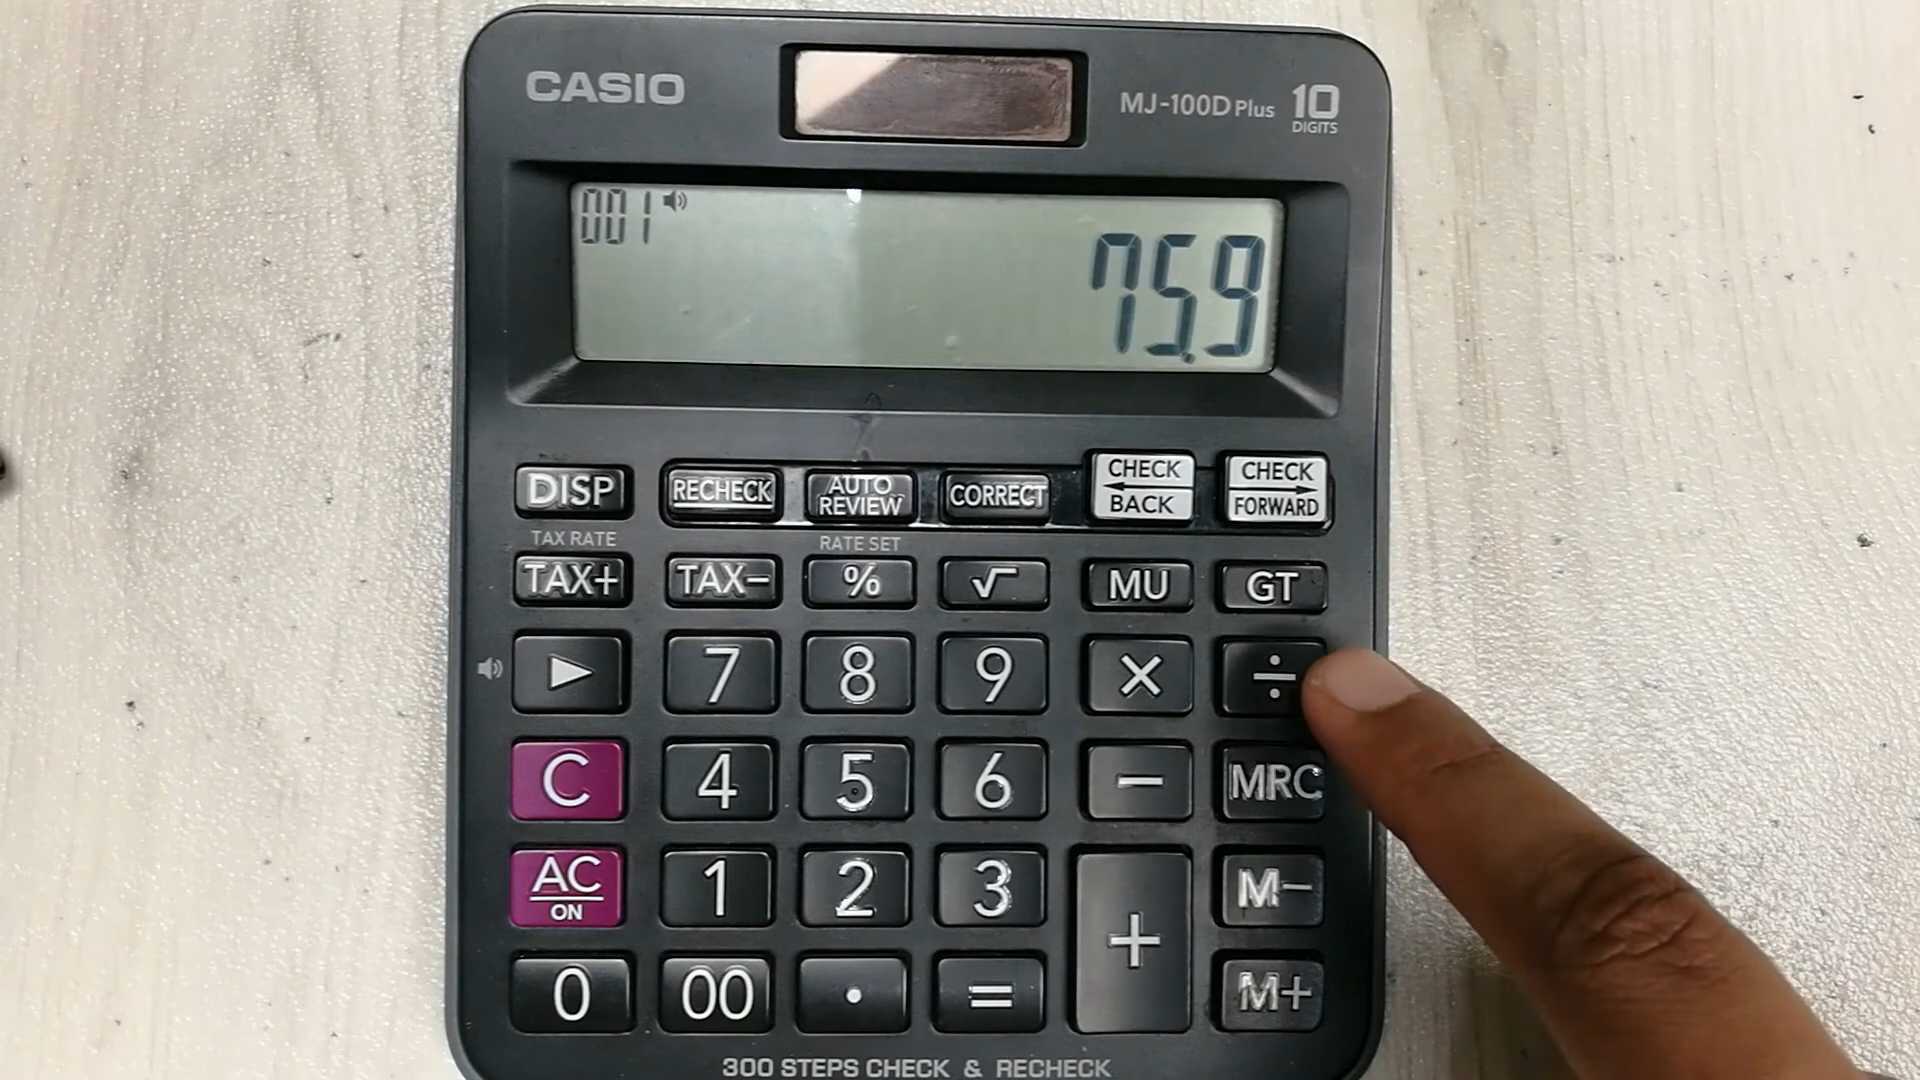 CASIO
MJ-100D Plus 10
DIGITS
001
75.9
DISP RECHECK AUTO REVIEW CORRECT CHECK BACK CHECK FORWARD
TAX RATE RATE SET
TAX+ TAX− % √ MU GT
▶ 7 8 9 × ÷
C 4 5 6 − MRC
AC 1 2 3 + M−
ON
0 00 . = M+
300 STEPS CHECK & RECHECK